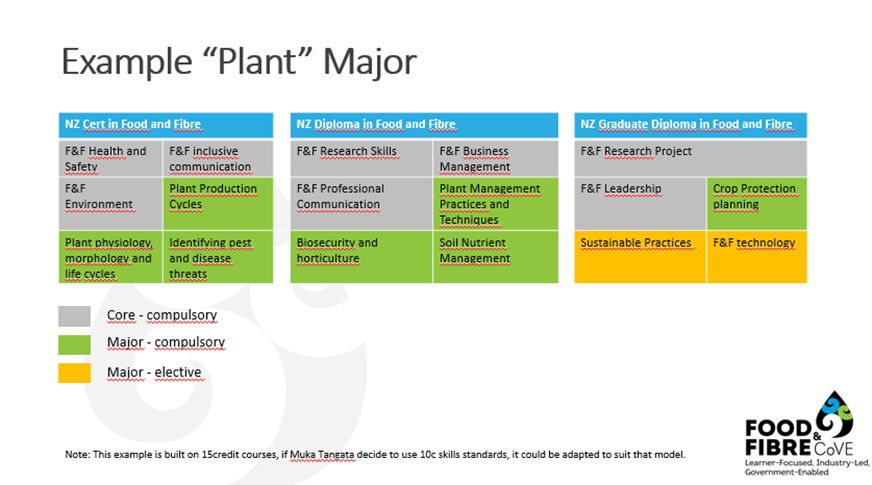 Example “Plant” Major
NZ Cert in Food and Fibre
F&F Health and
Safety
F&F inclusive
communication
F&F
Environment
Plant Production
Cycles
Plant physiology,
morphology and
life cycles
Identifying pest
and disease
threats
NZ Diploma in Food and Fibre
F&F Research Skills
F&F Business
Management
F&F Professional
Communication
Plant Management
Practices and
Techniques
Biosecurity and
horticulture
Soil Nutrient
Management
NZ Graduate Diploma in Food and Fibre
F&F Research Project
F&F Leadership
Crop Protection
planning
Sustainable Practices
F&F technology
Core - compulsory
Major - compulsory
Major - elective
Note: This example is built on 15credit courses, if Muka Tangata decide to use 10c skills standards, it could be adapted to suit that model.
FOOD &
FIBRE CoVE
Learner-Focused, Industry-Led,
Government-Enabled